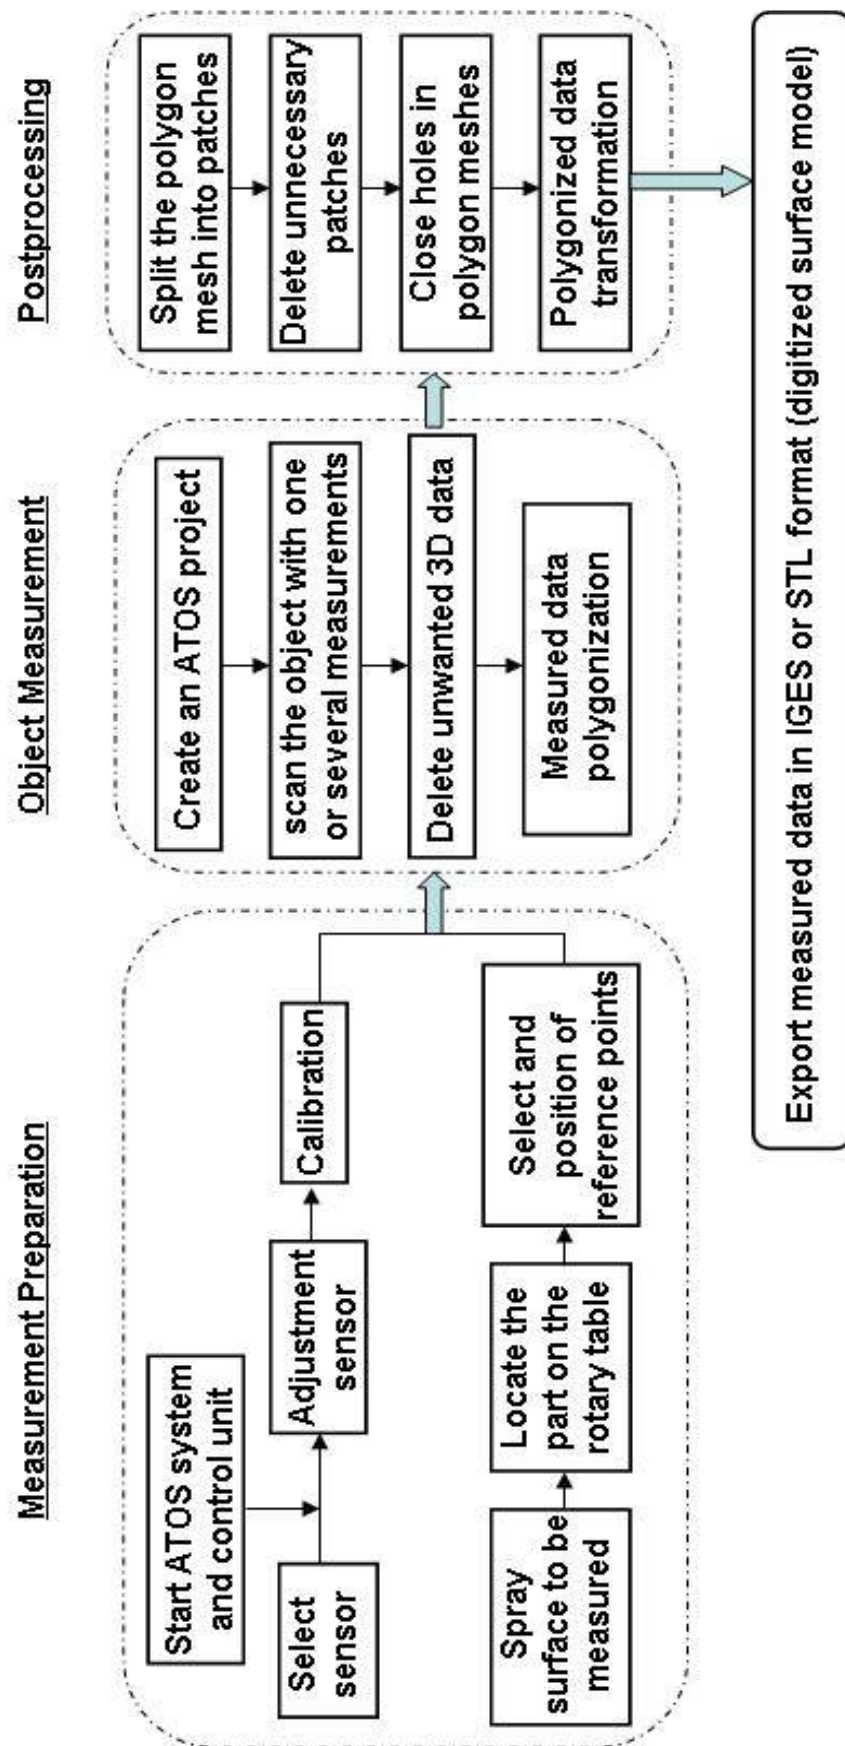 Measurement Preparation
Start ATOS system
and control unit
Select
sensor
Adjustment
sensor
Calibration
Spray
surface to be
measured
Locate the
part on the
rotary table
Select and
position of
reference points
Object Measurement
Create an ATOS project
scan the object with one
or several measurements
Delete unwanted 3D data
Measured data
polygonization
Postprocessing
Split the polygon
mesh into patches
Delete unnecessary
patches
Close holes in
polygon meshes
Polygonized data
transformation
Export measured data in IGES or STL format (digitized surface model)